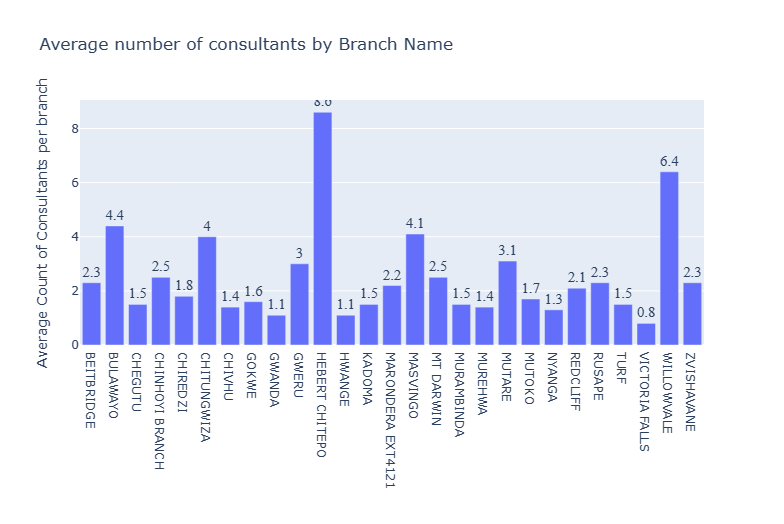 Average number of consultants by Branch Name
Average Count of Consultants per branch
8
6
4
2
0
2.3
4.4
1.5
2.5
1.8
4
1.4
1.6
1.1
3
8.6
1.1
1.5
2.2
4.1
2.5
1.5
1.4
3.1
1.7
1.3
2.1
2.3
1.5
0.8
6.4
2.3
BEITBRIDGE
BULAWAYO
CHEGUTU
CHINHOYI BRANCH
CHIREDZI
CHITUNGWIZA
CHIVHU
GOKWE
GWANDA
GWERU
HEBERT CHITEPO
HWANGE
KADOMA
MARONDERA EXT4121
MASVINGO
MT DARWIN
MURAMBINDA
MUREHWA
MUTARE
MUTOKO
NYANGA
REDCLIFF
RUSAPE
TURF
VICTORIA FALLS
WILLOWVALE
ZVISHAVANE